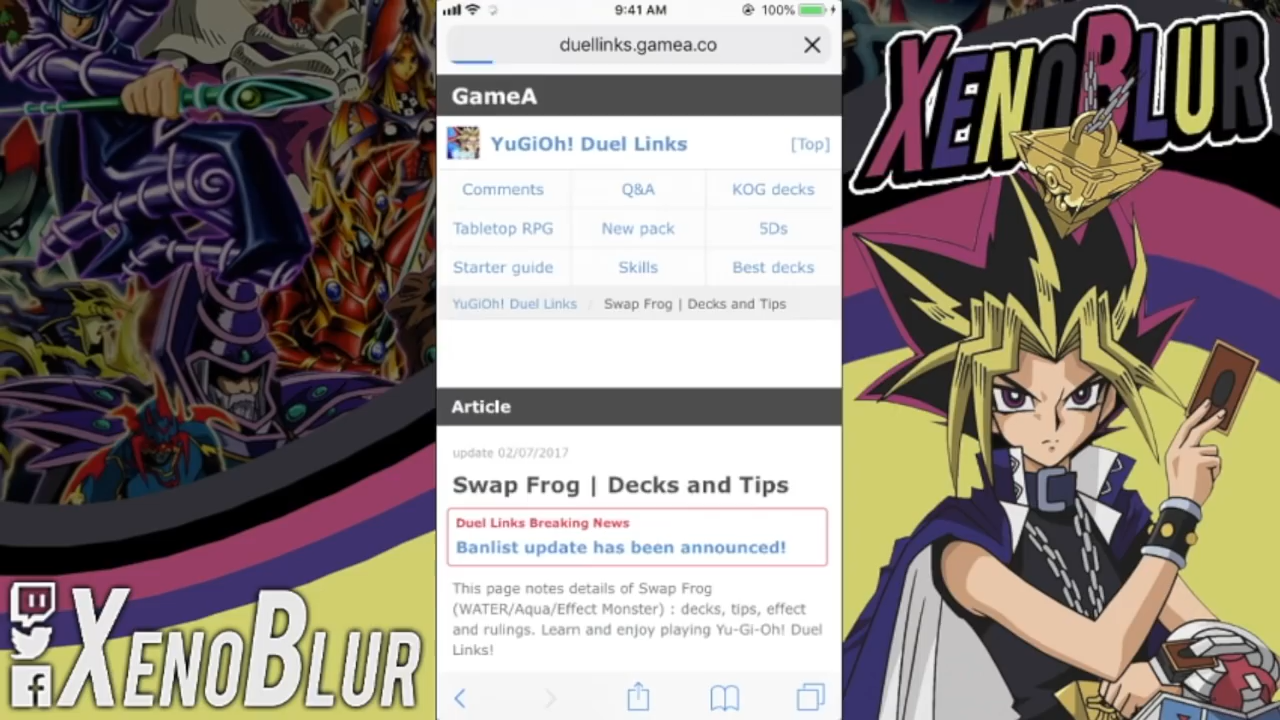 9:41 AM
100%
duellinks.gamea.co
GameA
YuGiOh! Duel Links
[Top]
Comments
Q&A
KOG decks
Tabletop RPG
New pack
5Ds
Starter guide
Skills
Best decks
YuGiOh! Duel Links / Swap Frog | Decks and Tips
Article
update 02/07/2017
Swap Frog | Decks and Tips
Duel Links Breaking News
Banlist update has been announced!
This page notes details of Swap Frog
(WATER/Aqua/Effect Monster) : decks, tips, effect
and rulings. Learn and enjoy playing Yu-Gi-Oh! Duel
Links!
XENOBLUR
XENOBLUR